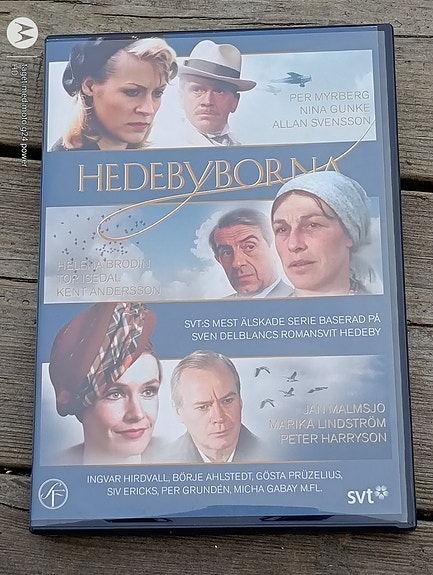 PER MYRBERG
NINA GUNKE
ALLAN SVENSSON
HEDEBYBORNA
HELENA BRODIN
TOR ISEDAL
KENT ANDERSSON
SVT:S MEST ÄLSKADE SERIE BASERAD PÅ
SVEN DELBLANCS ROMANSVIT HEDEBY
JAN MALMSJÖ
MARIKA LINDSTRÖM
PETER HARRYSON
INGVAR HIRDVALL, BÖRJE AHLSTEDT, GÖSTA PRÜZELIUS,
SIV ERICKS, PER GRUNDÉN, MICHA GABAY M.FL.
SF
svt